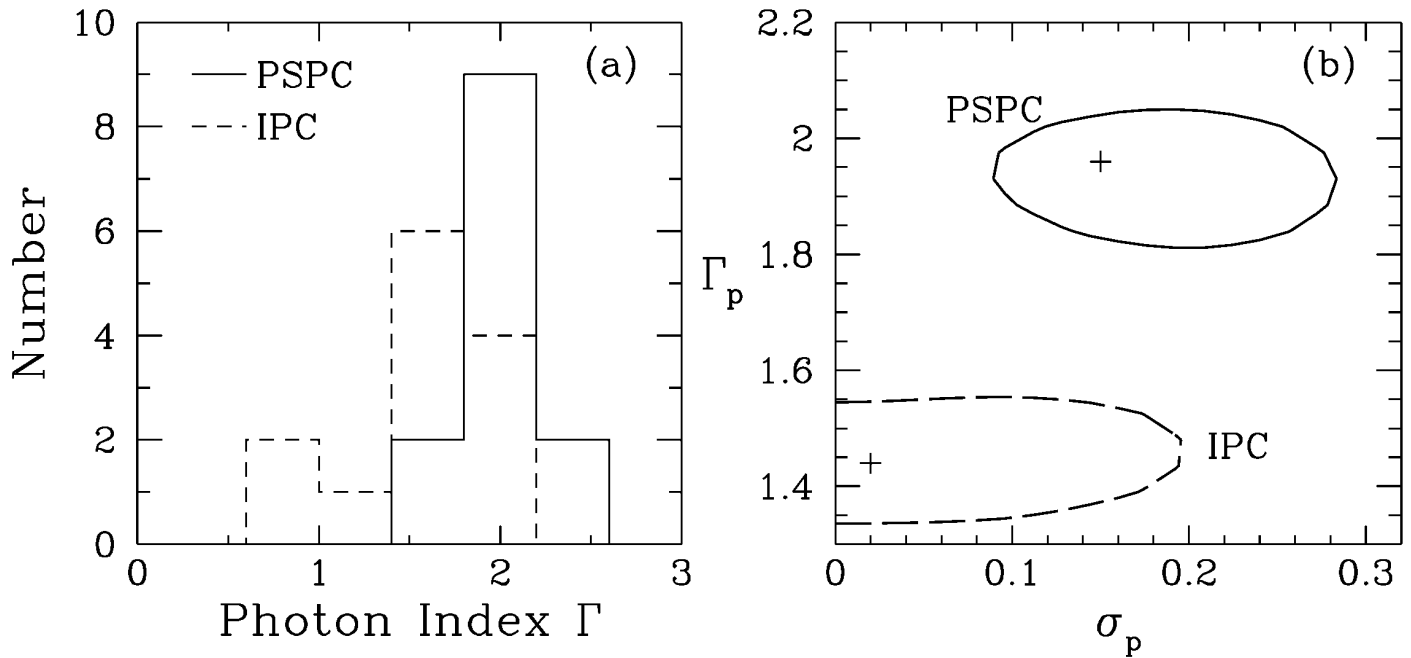 (a)
PSPC
IPC
10
8
6
4
2
0
Number
0 1 2 3
Photon Index Γ
(b)
PSPC
IPC
2.2
2
1.8
1.6
1.4
Γp
0 0.1 0.2 0.3
σp